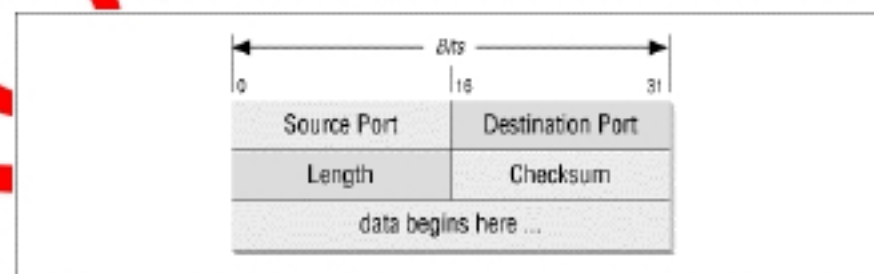 Bits
0 16 31
Source Port Destination Port
Length Checksum
data begins here ...